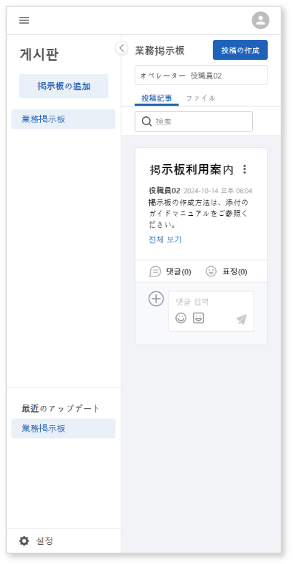 게시판
掲示板の追加
業務掲示板
最近のアップデート
業務掲示板
설정
業務掲示板
投稿の作成
オペレーター 役職員02
投稿記事 ファイル
検索
掲示板利用案内
役職員02 2024-10-14 오후 06:04
掲示板の作成方法は、添付の
ガイドマニュアルをご参照く
ださい。
전체 보기
댓글(0) 표정(0)
댓글 입력